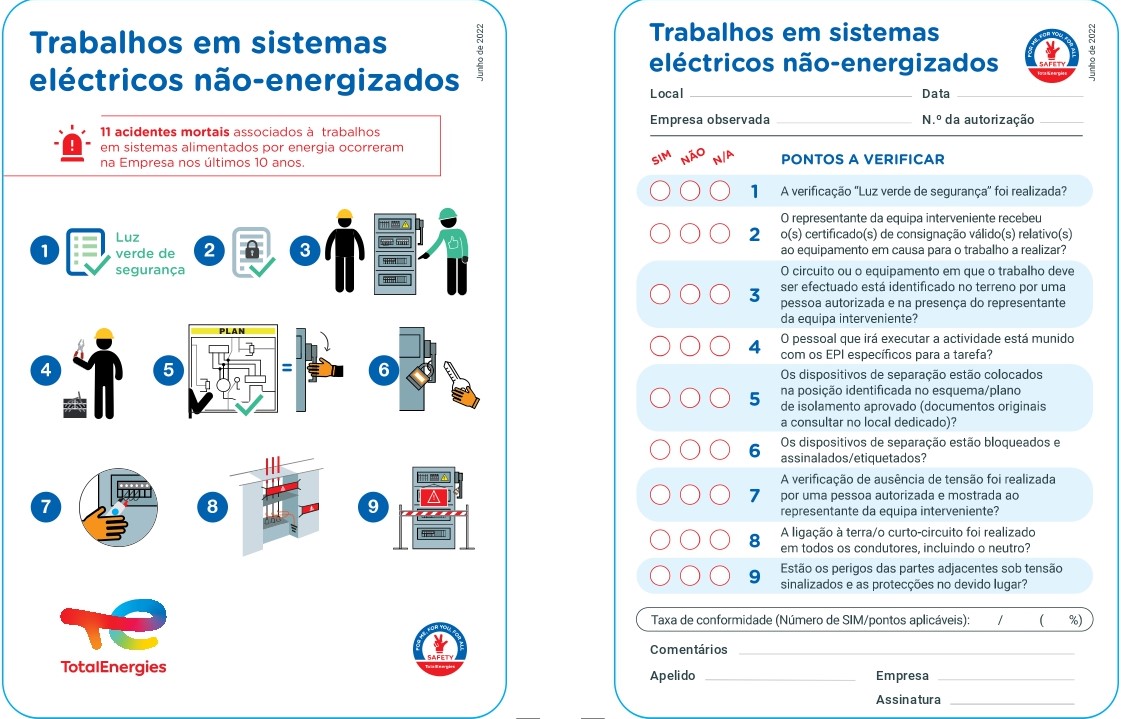 Trabalhos em sistemas
eléctricos não-energizados
Junho de 2022
11 acidentes mortais associados à trabalhos
em sistemas alimentados por energia ocorreram
na Empresa nos últimos 10 anos.
1
Luz
verde de
segurança
2
3
4
5
PLAN
=
6
7
8
9
TotalEnergies
FOR ME, FOR YOU, FOR ALL
SAFETY
TotalEnergies
Trabalhos em sistemas
eléctricos não-energizados
FOR ME, FOR YOU, FOR ALL
SAFETY
TotalEnergies
Junho de 2022
Local
Data
Empresa observada
N.º da autorização
SIM NÃO N/A PONTOS A VERIFICAR
1 A verificação “Luz verde de segurança” foi realizada?
O representante da equipa interveniente recebeu
2 o(s) certificado(s) de consignação válido(s) relativo(s)
ao equipamento em causa para o trabalho a realizar?
O circuito ou o equipamento em que o trabalho deve
3 ser efectuado está identificado no terreno por uma
pessoa autorizada e na presença do representante
da equipa interveniente?
4 O pessoal que irá executar a actividade está munido
com os EPI específicos para a tarefa?
Os dispositivos de separação estão colocados
5 na posição identificada no esquema/plano
de isolamento aprovado (documentos originais
a consultar no local dedicado)?
6 Os dispositivos de separação estão bloqueados e
assinalados/etiquetados?
A verificação de ausência de tensão foi realizada
7 por uma pessoa autorizada e mostrada ao
representante da equipa interveniente?
8 A ligação à terra/o curto-circuito foi realizado
em todos os condutores, incluindo o neutro?
9 Estão os perigos das partes adjacentes sob tensão
sinalizados e as protecções no devido lugar?
Taxa de conformidade (Número de SIM/pontos aplicáveis): / ( %)
Comentários
Apelido
Empresa
Assinatura